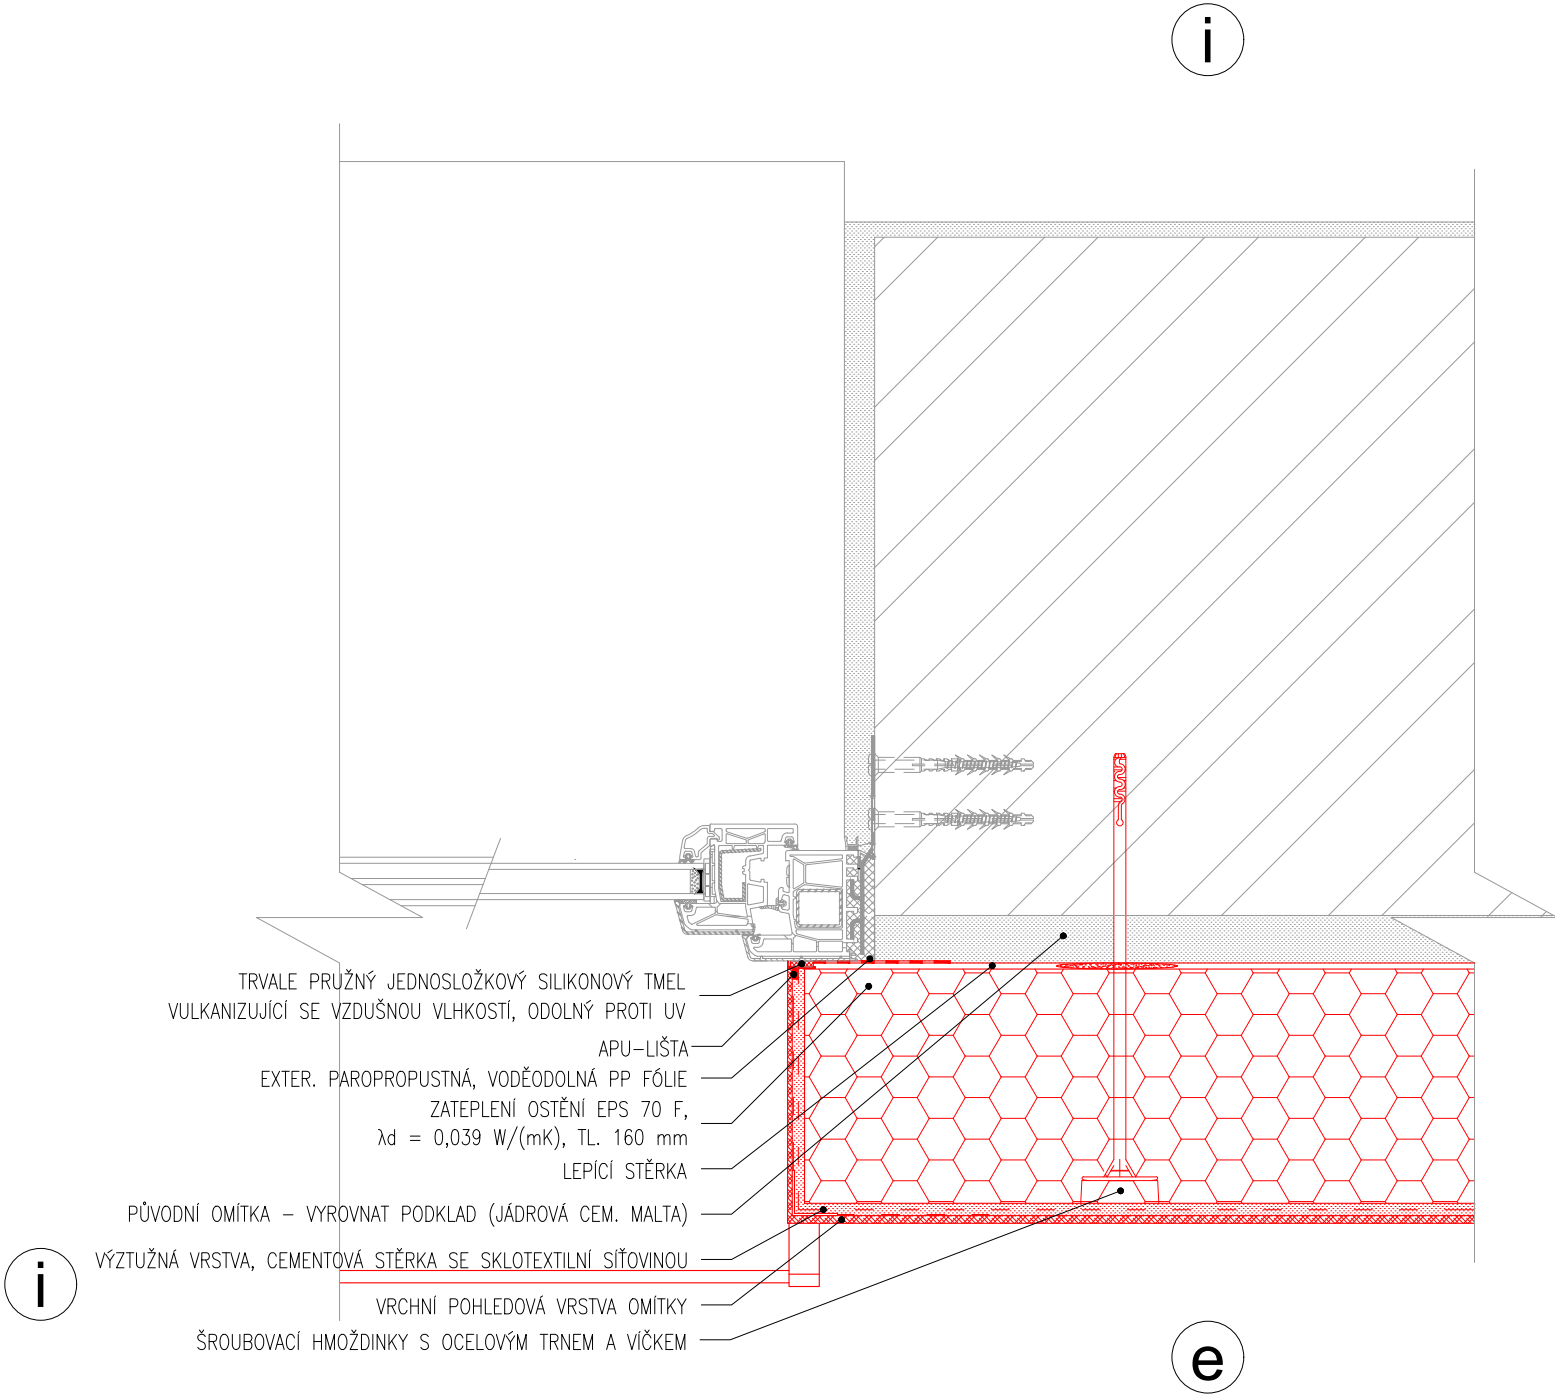 i
TRVALE PRUŽNÝ JEDNOSLOŽKOVÝ SILIKONOVÝ TMEL
VULKANIZUJÍCÍ SE VZDUŠNOU VLHKOSTÍ, ODOLNÝ PROTI UV
APU-LIŠTA
EXTER. PAROPROPUSTNÁ, VODĚODOLNÁ PP FÓLIE
ZATEPLENÍ OSTĚNÍ EPS 70 F,
λd = 0,039 W/(mK), TL. 160 mm
LEPÍCÍ STĚRKA
PŮVODNÍ OMÍTKA – VYROVNAT PODKLAD (JÁDROVÁ CEM. MALTA)
VÝZTUŽNÁ VRSTVA, CEMENTOVÁ STĚRKA SE SKLOTEXTILNÍ SÍŤOVINOU
i
VRCHNÍ POHLEDOVÁ VRSTVA OMÍTKY
ŠROUBOVACÍ HMOŽDINKY S OCELOVÝM TRNEM A VÍČKEM
e